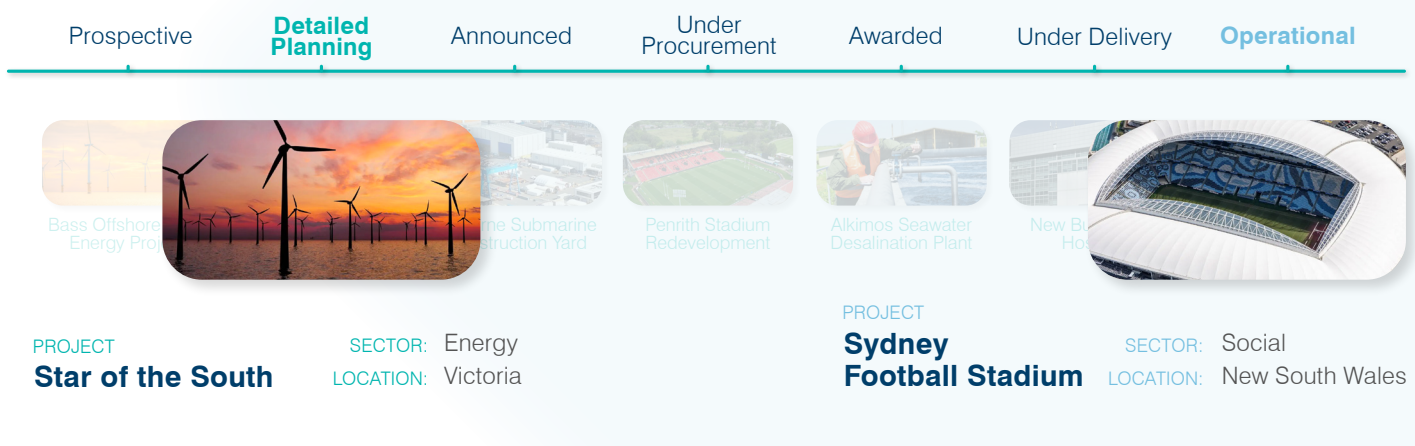 Prospective
Detailed
Planning
Announced
Under
Procurement
Awarded
Under Delivery
Operational
Bass Offshore
Energy
Submarine
Yard
Penrith Stadium
Redevelopment
Alkimos Seawater
Desalination Plant
New
PROJECT
Star of the South
SECTOR: Energy
LOCATION: Victoria
PROJECT
Sydney
Football Stadium
SECTOR: Social
LOCATION: New South Wales